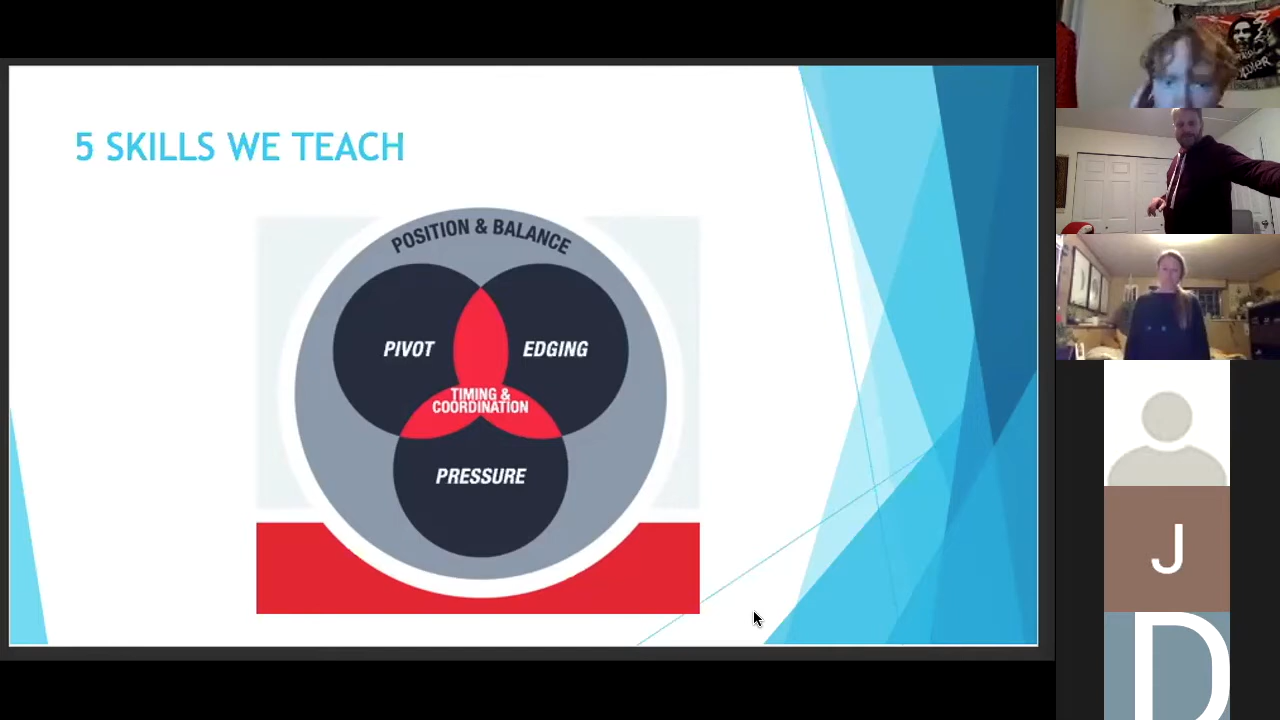 5 SKILLS WE TEACH
POSITION & BALANCE
PIVOT
EDGING
TIMING &
COORDINATION
PRESSURE
J
D